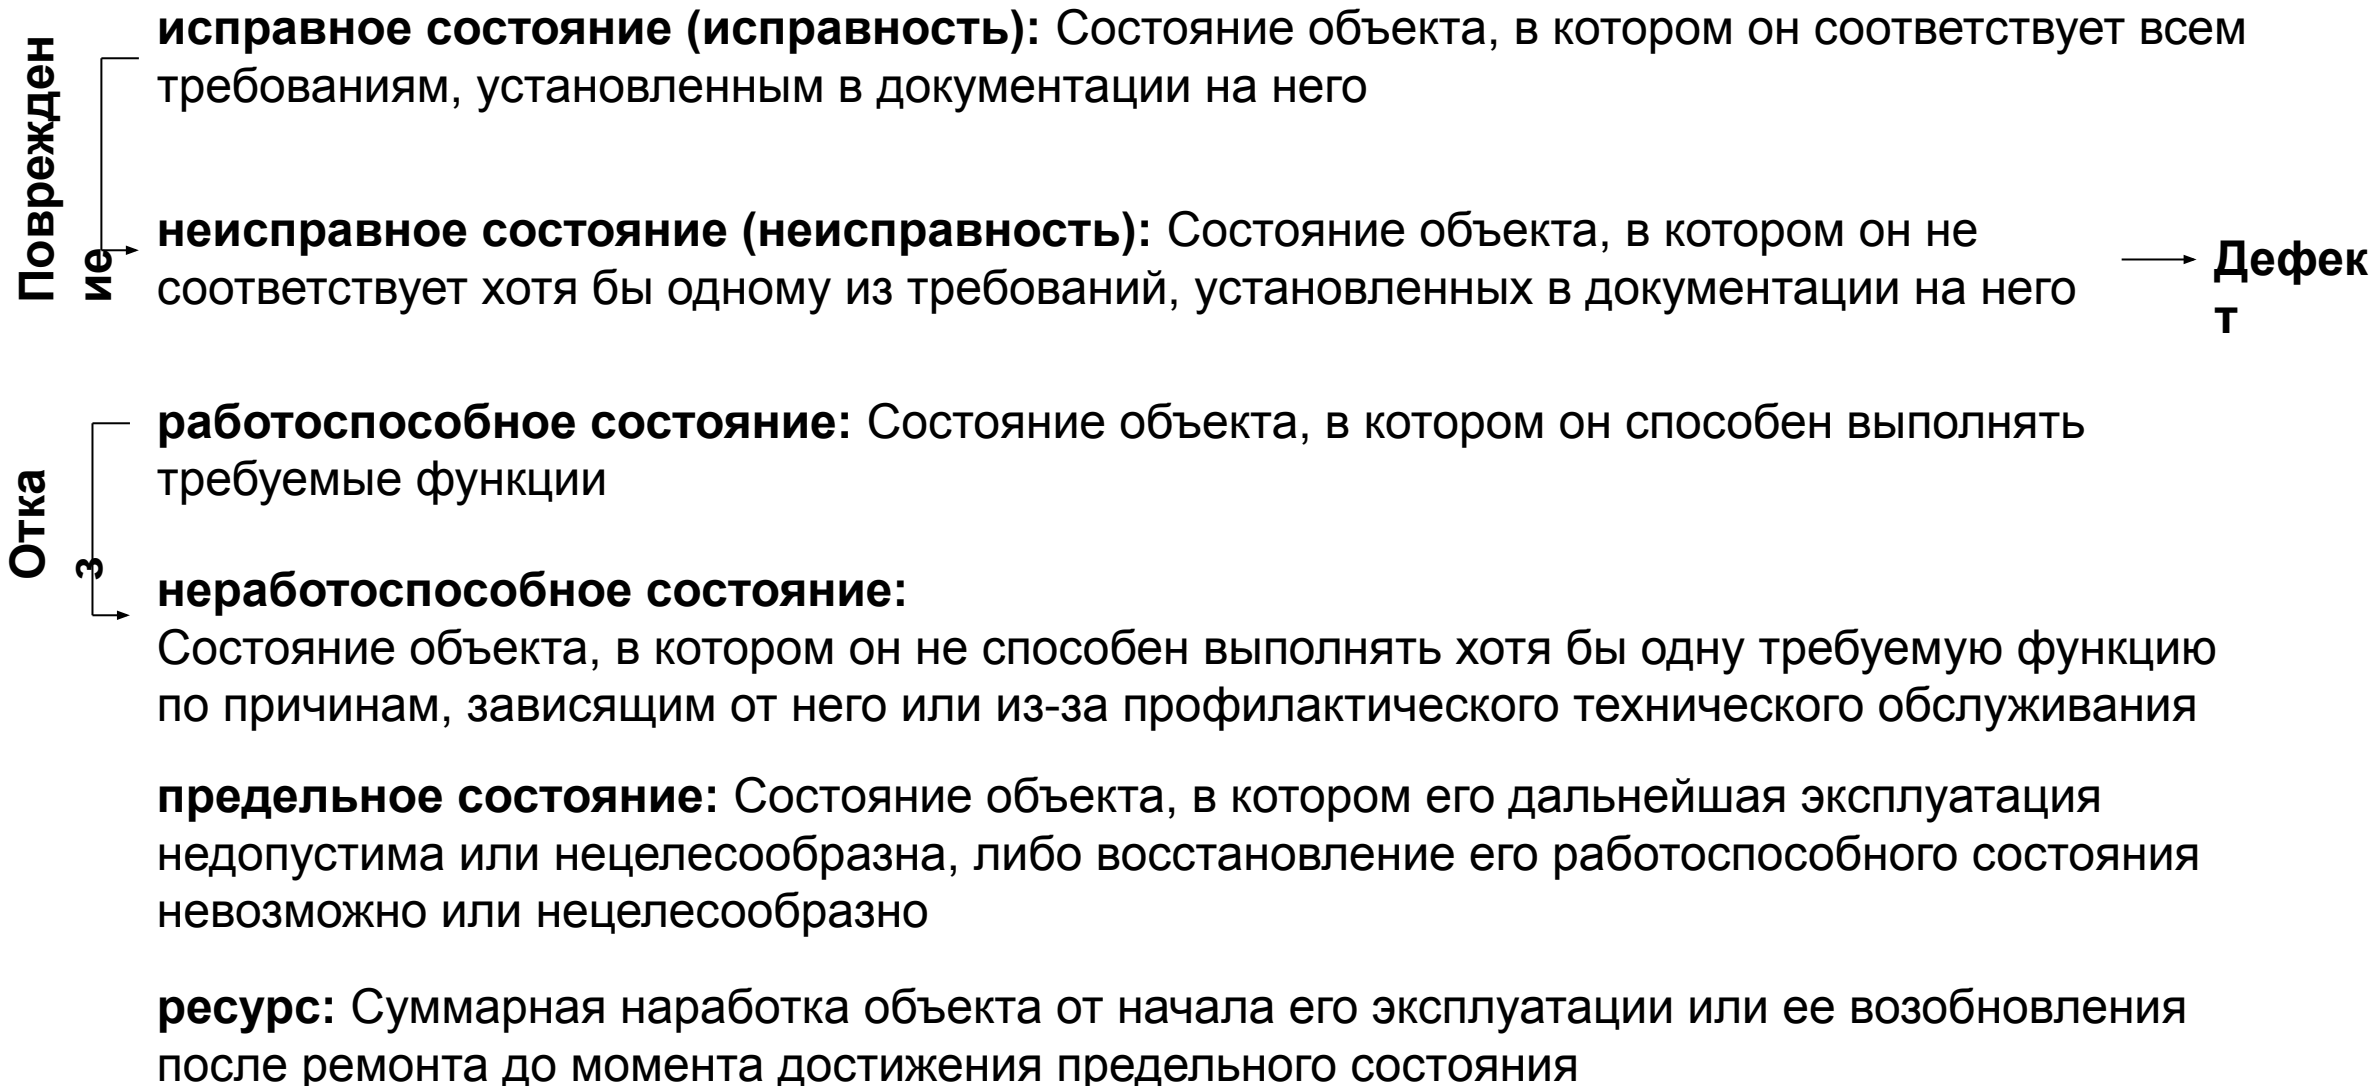 Поврежден
ие
исправное состояние (исправность): Состояние объекта, в котором он соответствует всем
требованиям, установленным в документации на него
неисправное состояние (неисправность): Состояние объекта, в котором он не
соответствует хотя бы одному из требований, установленных в документации на него
Дефек
т
Отка
з
работоспособное состояние: Состояние объекта, в котором он способен выполнять
требуемые функции
неработоспособное состояние:
Состояние объекта, в котором он не способен выполнять хотя бы одну требуемую функцию
по причинам, зависящим от него или из-за профилактического технического обслуживания
предельное состояние: Состояние объекта, в котором его дальнейшая эксплуатация
недопустима или нецелесообразна, либо восстановление его работоспособного состояния
невозможно или нецелесообразно
ресурс: Суммарная наработка объекта от начала его эксплуатации или ее возобновления
после ремонта до момента достижения предельного состояния